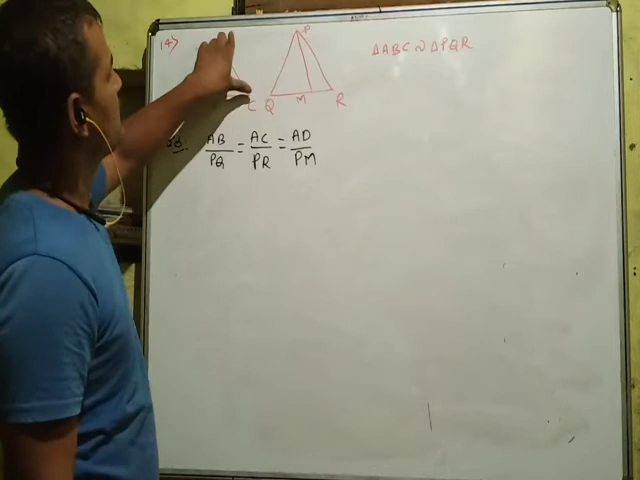 14>
P
C Q M R
ΔABC ~ ΔPQR
AB/PQ = AC/PR = AD/PM